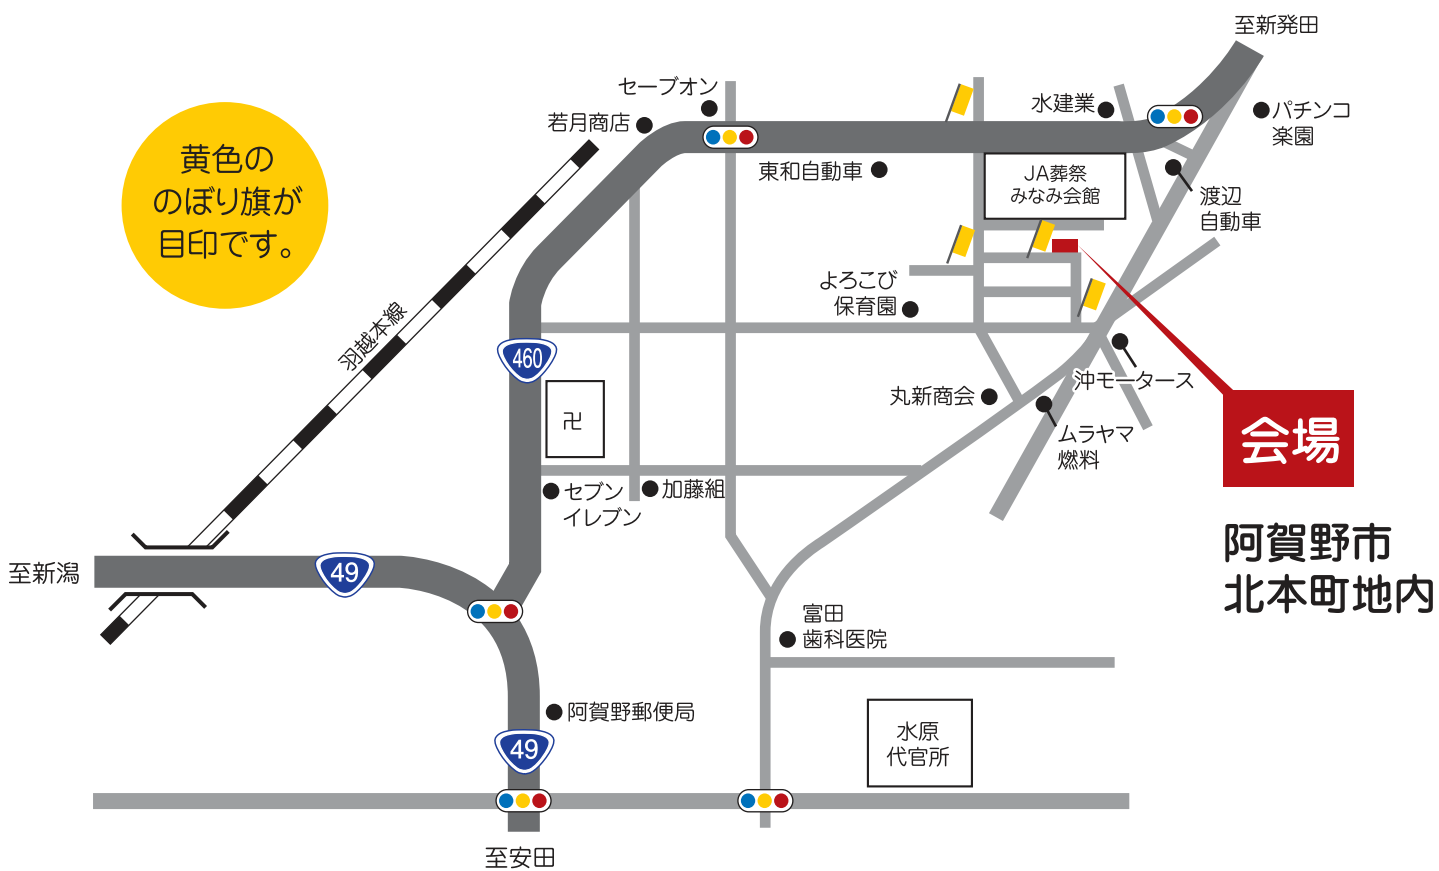 至新発田
セーブオン
若月商店
水建業
パチンコ
楽園
黄色の
のぼり旗が
目印です。
東和自動車
JA葬祭
みなみ会館
渡辺
自動車
よろこび
保育園
羽越本線
460
沖モータース
丸新商会
卍
ムラヤマ
燃料
会場
セブン
イレブン
加藤組
阿賀野市
北本町地内
至新潟
49
富田
歯科医院
阿賀野郵便局
49
水原
代官所
至安田